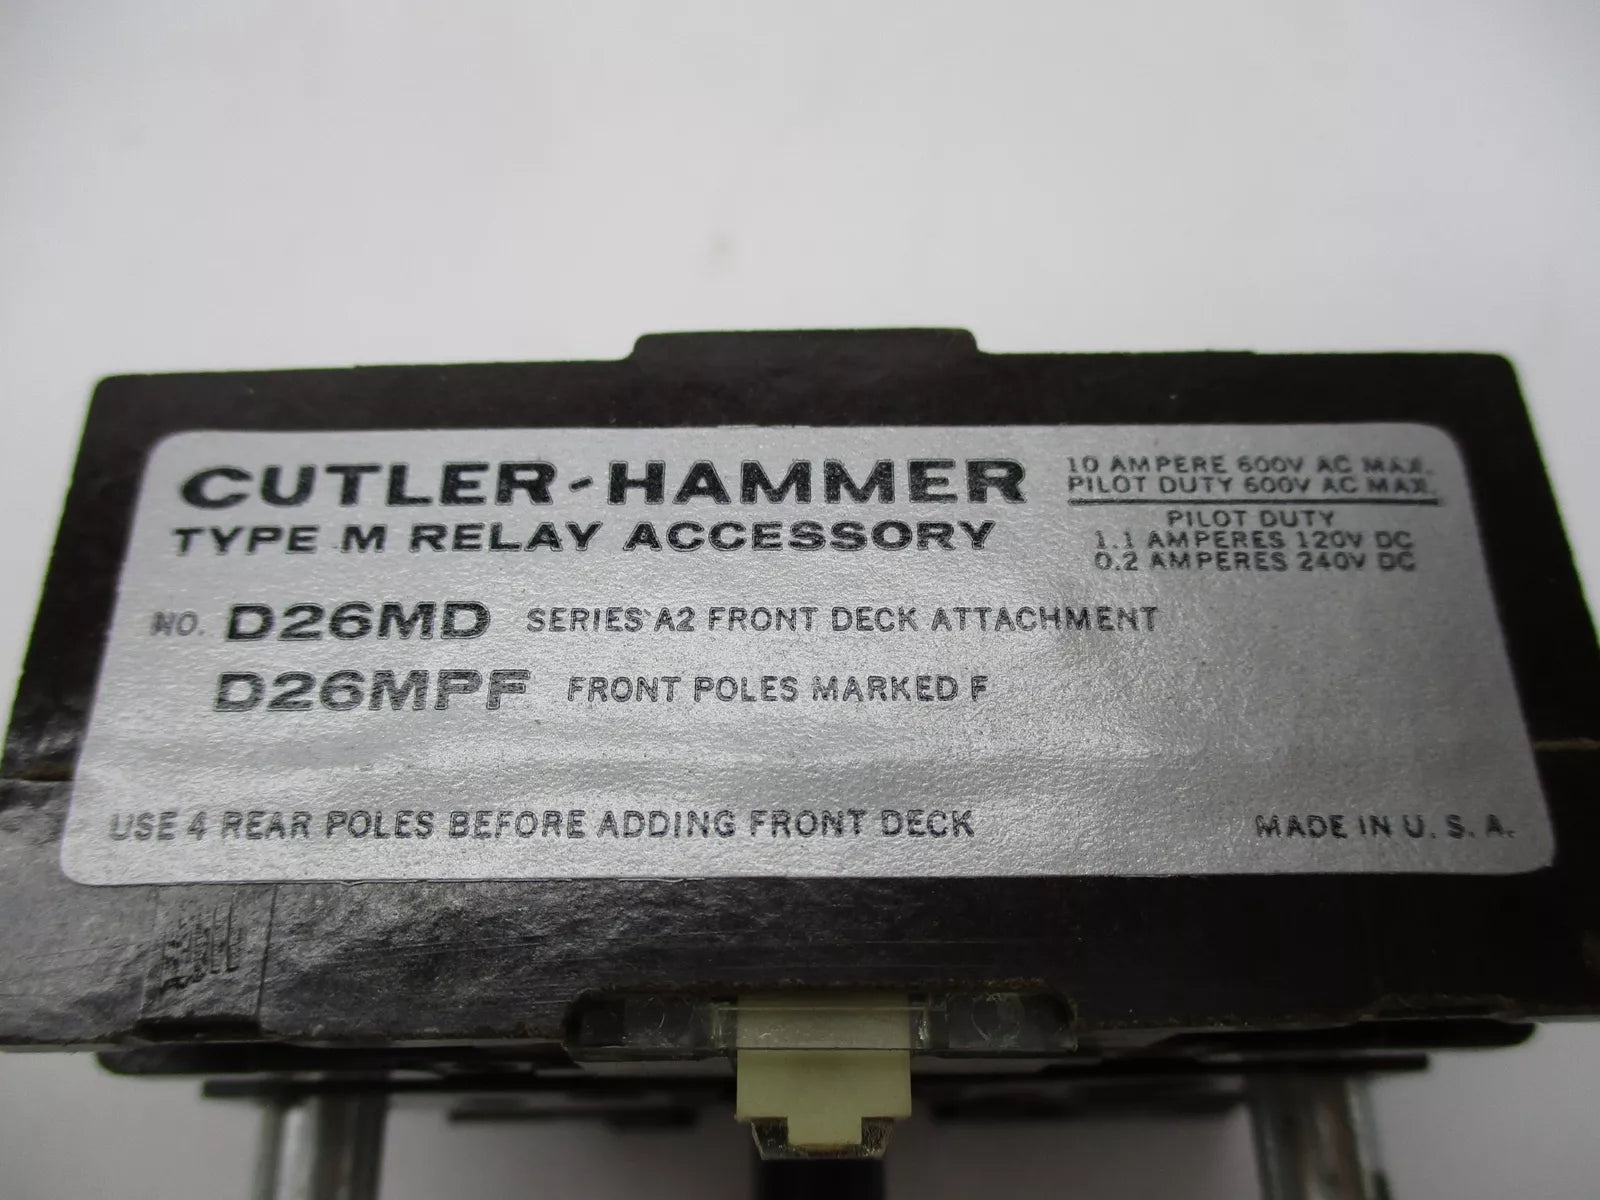 CUTLER-HAMMER
TYPE M RELAY ACCESSORY
10 AMPERE 600V AC MAX.
PILOT DUTY 600V AC MAX.
PILOT DUTY
1.1 AMPERES 120V DC
0.2 AMPERES 240V DC
NO. D26MD SERIES A2 FRONT DECK ATTACHMENT
D26MPF FRONT POLES MARKED F
USE 4 REAR POLES BEFORE ADDING FRONT DECK
MADE IN U. S. A.